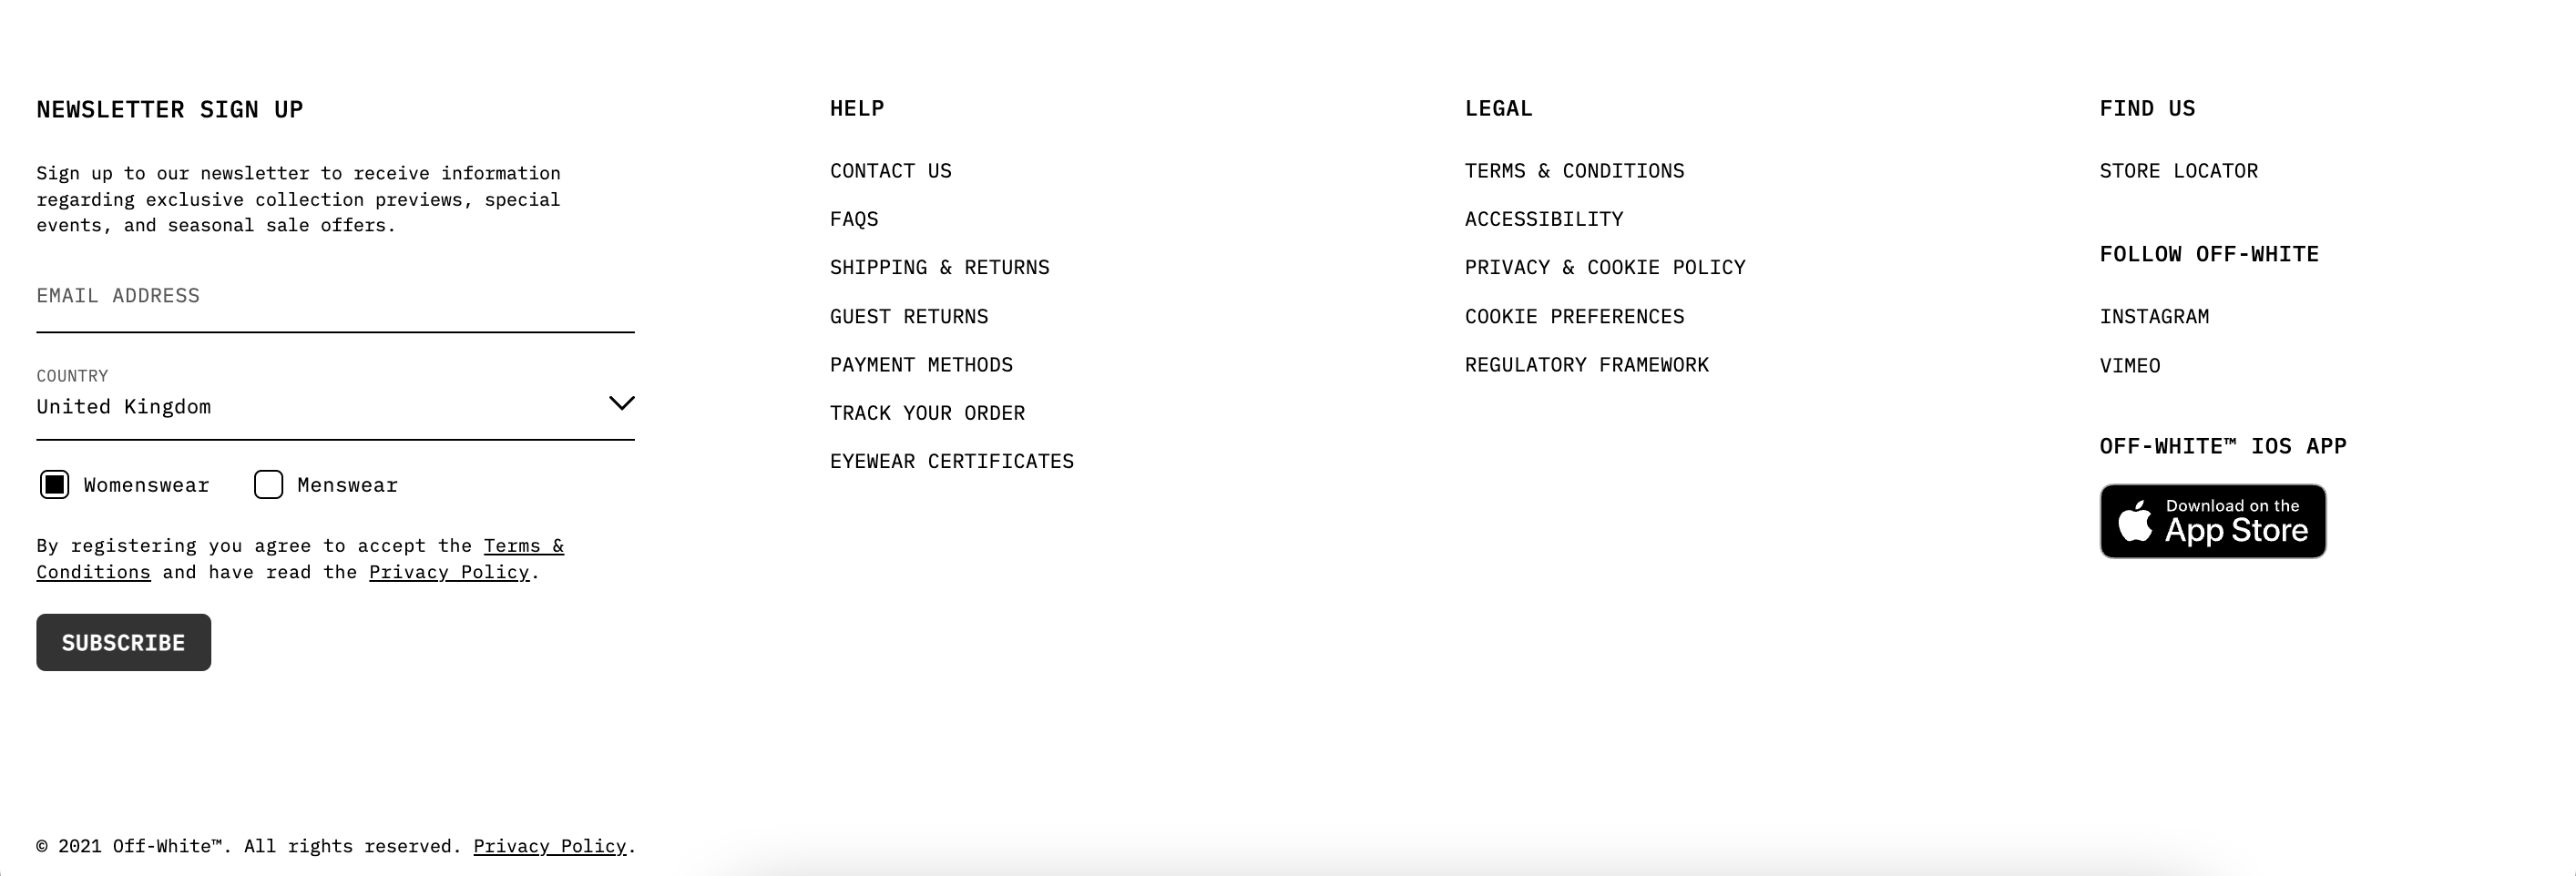 NEWSLETTER SIGN UP
Sign up to our newsletter to receive information
regarding exclusive collection previews, special
events, and seasonal sale offers.
EMAIL ADDRESS
COUNTRY
United Kingdom
Womenswear
Menswear
By registering you agree to accept the Terms &
Conditions and have read the Privacy Policy.
SUBSCRIBE
HELP
CONTACT US
FAQS
SHIPPING & RETURNS
GUEST RETURNS
PAYMENT METHODS
TRACK YOUR ORDER
EYEWEAR CERTIFICATES
LEGAL
TERMS & CONDITIONS
ACCESSIBILITY
PRIVACY & COOKIE POLICY
COOKIE PREFERENCES
REGULATORY FRAMEWORK
FIND US
STORE LOCATOR
FOLLOW OFF-WHITE
INSTAGRAM
VIMEO
OFF-WHITE™ IOS APP
Download on the
App Store
© 2021 Off-White™. All rights reserved. Privacy Policy.